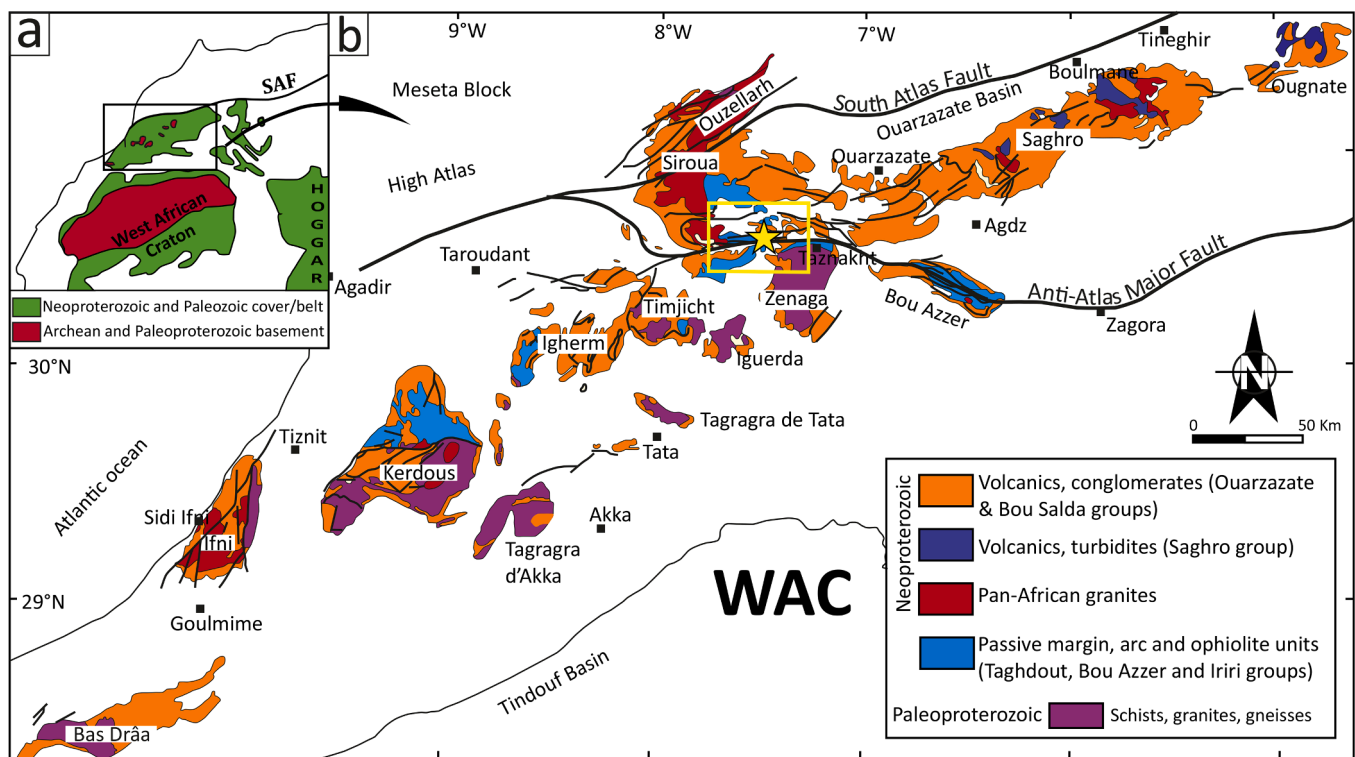 a
SAF
West African
Craton
HOGGAR
Neoproterozoic and Paleozoic cover/belt
Archean and Paleoproterozoic basement
b
9°W
8°W
7°W
Meseta Block
High Atlas
Ouzellarh
South Atlas Fault
Ouarzazate Basin
Tineghir
Boulmane
Ougnate
Saghro
Siroua
Ouarzazate
Agdz
Taroudant
Agadir
Taznakht
Zenaga
Bou Azzer
Anti-Atlas Major Fault
Zagora
Timjicht
Igherm
Iguerda
30°N
N
0
50 Km
Tagragra de Tata
Tata
Tiznit
Kerdous
Atlantic ocean
Sidi Ifni
Ifni
Akka
Tagragra
d’Akka
29°N
Goulmime
WAC
Tindouf Basin
Bas Drâa
Neoproterozoic
Volcanics, conglomerates (Ouarzazate
& Bou Salda groups)
Volcanics, turbidites (Saghro group)
Pan-African granites
Passive margin, arc and ophiolite units
(Taghdout, Bou Azzer and Iriri groups)
Paleoproterozoic
Schists, granites, gneisses